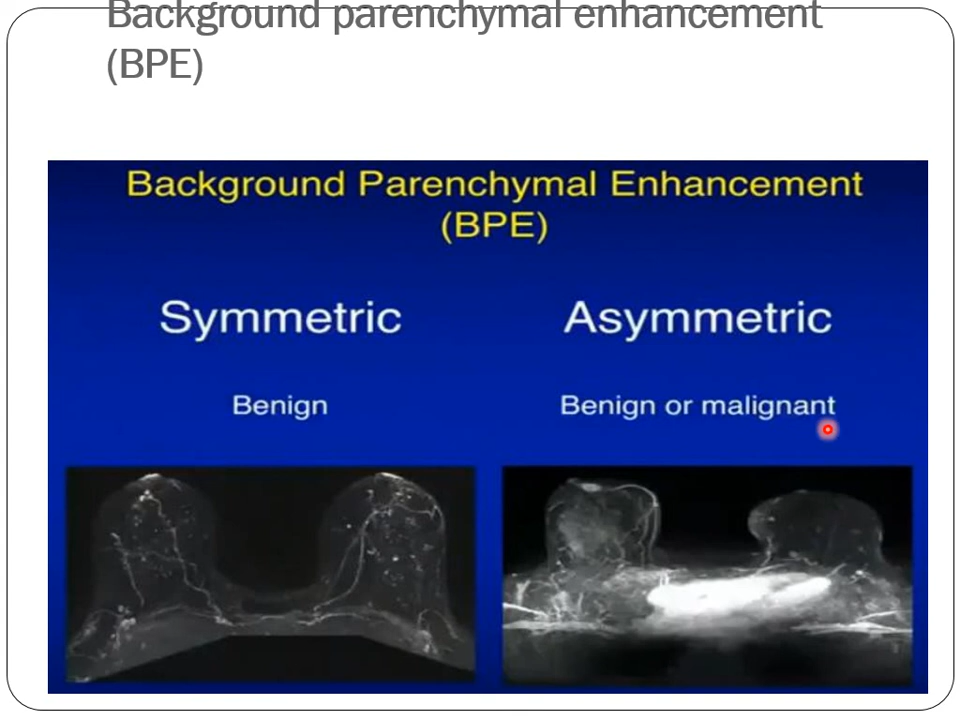 Background parenchymal enhancement
(BPE)
Background Parenchymal Enhancement
(BPE)
Symmetric
Asymmetric
Benign
Benign or malignant